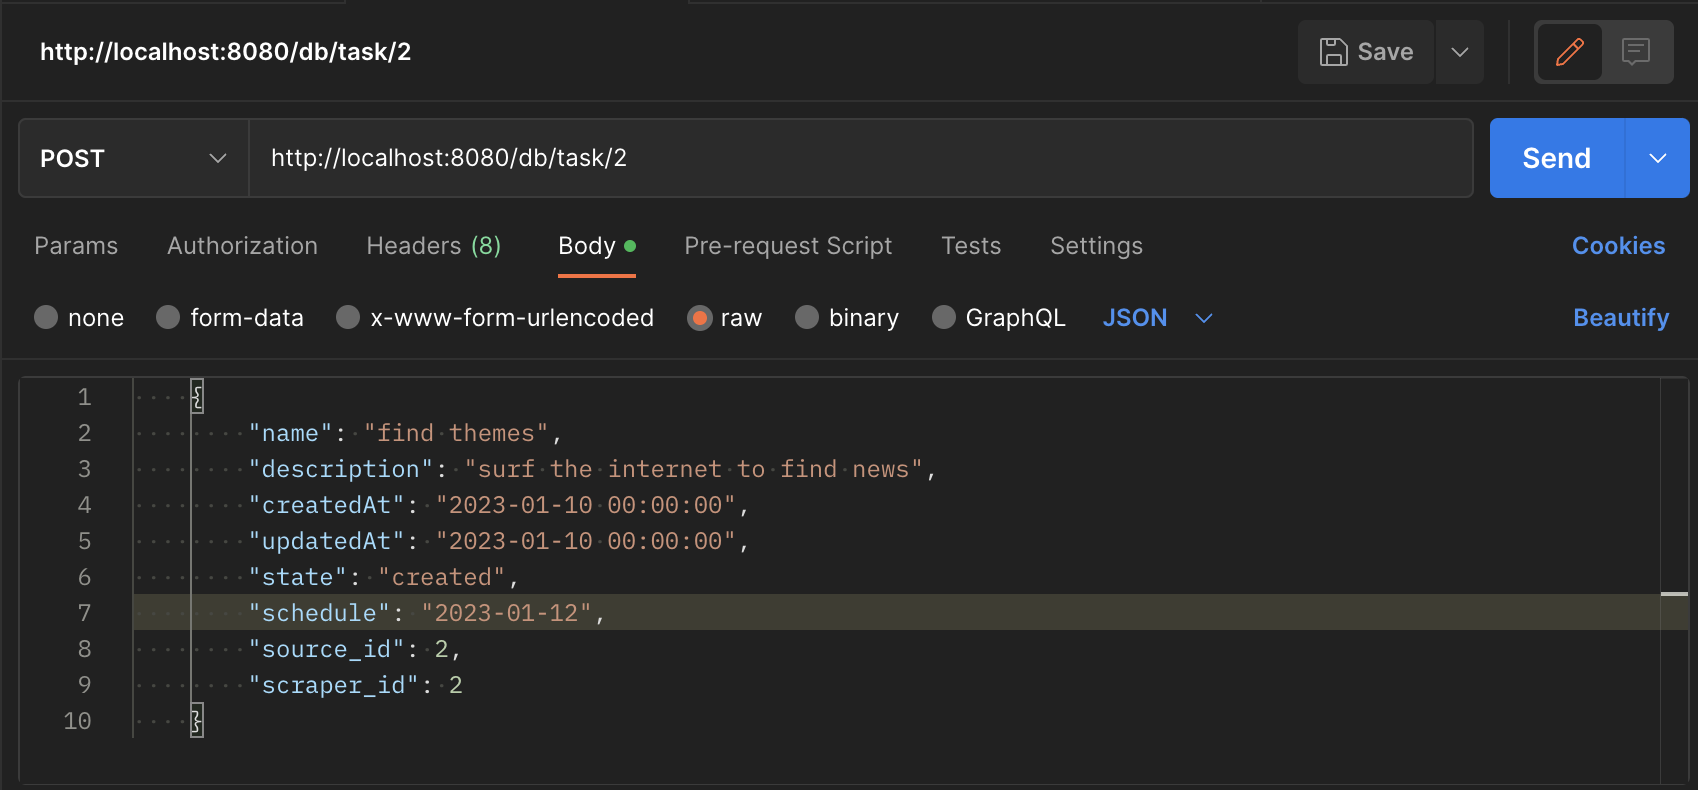 http://localhost:8080/db/task/2
Save
POST
http://localhost:8080/db/task/2
Send
Params Authorization Headers (8) Body Pre-request Script Tests Settings Cookies
none form-data x-www-form-urlencoded raw binary GraphQL JSON Beautify
1 {
2 "name": "find themes",
3 "description": "surf the internet to find news",
4 "createdAt": "2023-01-10 00:00:00",
5 "updatedAt": "2023-01-10 00:00:00",
6 "state": "created",
7 "schedule": "2023-01-12",
8 "source_id": 2,
9 "scraper_id": 2
10 }